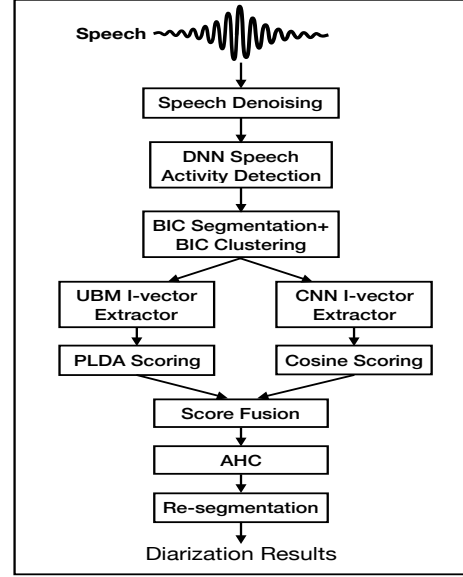 Speech
Speech Denoising
DNN Speech
Activity Detection
BIC Segmentation+
BIC Clustering
UBM I-vector
Extractor
CNN I-vector
Extractor
PLDA Scoring
Cosine Scoring
Score Fusion
AHC
Re-segmentation
Diarization Results